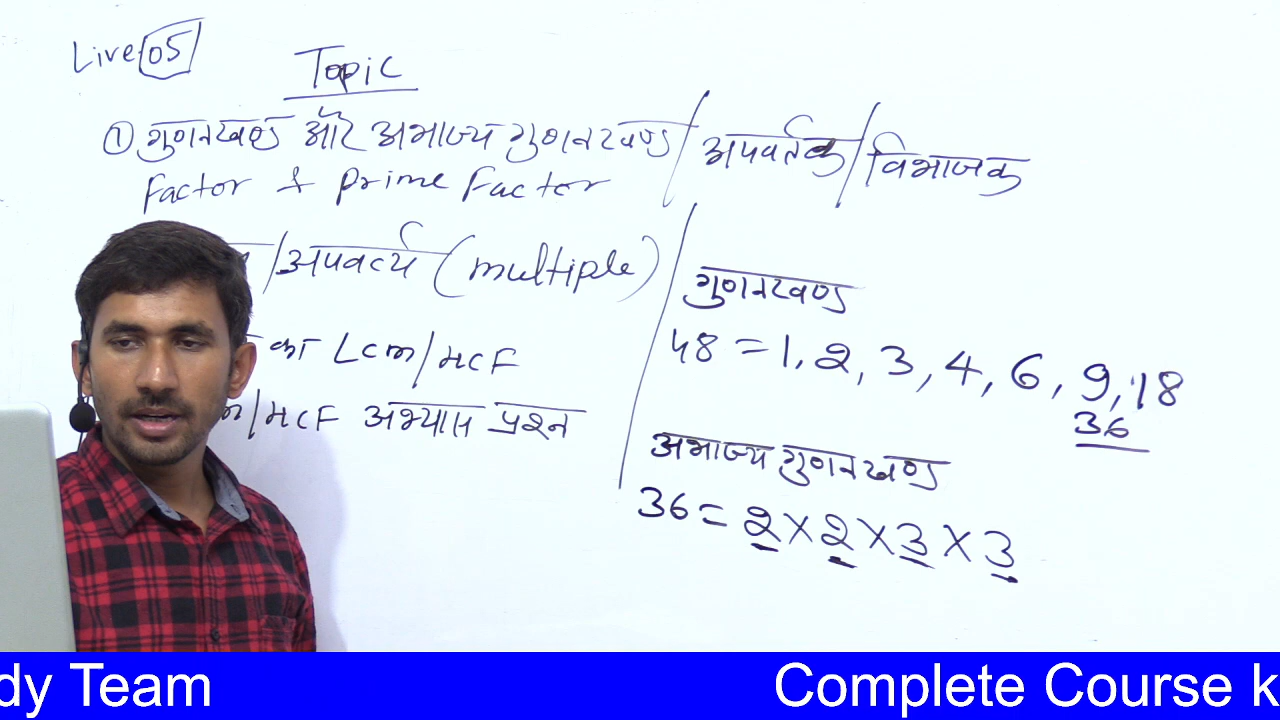 Live 05
Topic
① गुणनखण्ड और अभाज्य गुणनखण्ड / अपवर्तक / विभाजक
Factor & prime factor
/ अपवर्त्य (multiple)
का Lcm/HCF
/HCF अभ्यास प्रश्न
गुणनखण्ड
48 = 1, 2, 3, 4, 6, 9, 18
36
अभाज्य गुणनखण्ड
36 = 2 × 2 × 3 × 3
dy Team
Complete Course k